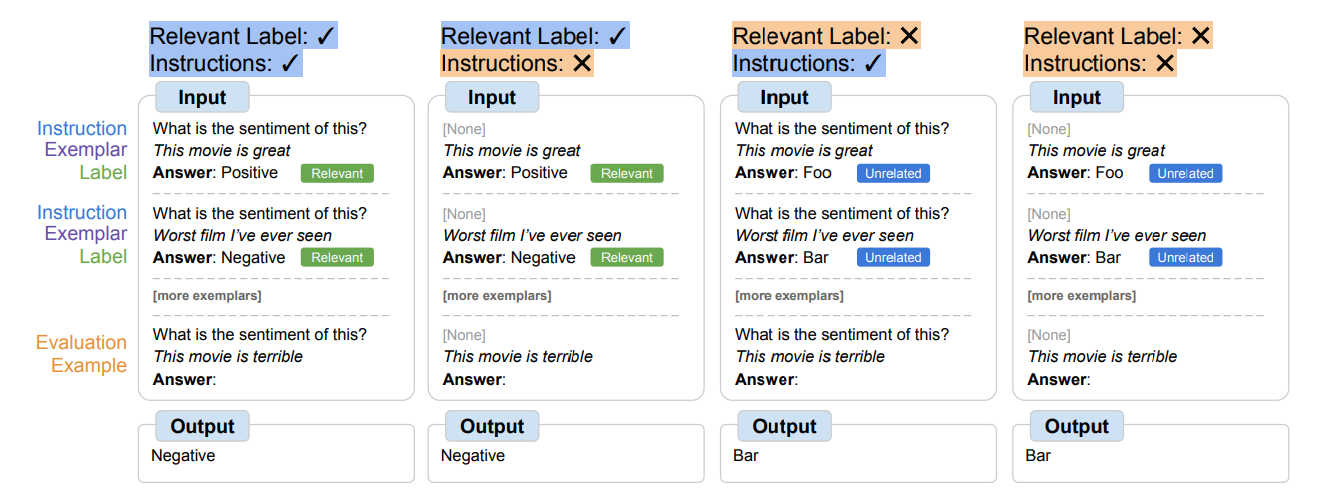 Relevant Label: ✓
Instructions: ✓
Relevant Label: ✓
Instructions: ✕
Relevant Label: ✕
Instructions: ✓
Relevant Label: ✕
Instructions: ✕
Instruction
Exemplar
Label
Instruction
Exemplar
Label
Evaluation
Example
Input
What is the sentiment of this?
This movie is great
Answer: Positive Relevant
What is the sentiment of this?
Worst film I've ever seen
Answer: Negative Relevant
[more exemplars]
What is the sentiment of this?
This movie is terrible
Answer:
Output
Negative
Input
[None]
This movie is great
Answer: Positive Relevant
[None]
Worst film I've ever seen
Answer: Negative Relevant
[more exemplars]
[None]
This movie is terrible
Answer:
Output
Negative
Input
What is the sentiment of this?
This movie is great
Answer: Foo Unrelated
What is the sentiment of this?
Worst film I've ever seen
Answer: Bar Unrelated
[more exemplars]
What is the sentiment of this?
This movie is terrible
Answer:
Output
Bar
Input
[None]
This movie is great
Answer: Foo Unrelated
[None]
Worst film I've ever seen
Answer: Bar Unrelated
[more exemplars]
[None]
This movie is terrible
Answer:
Output
Bar